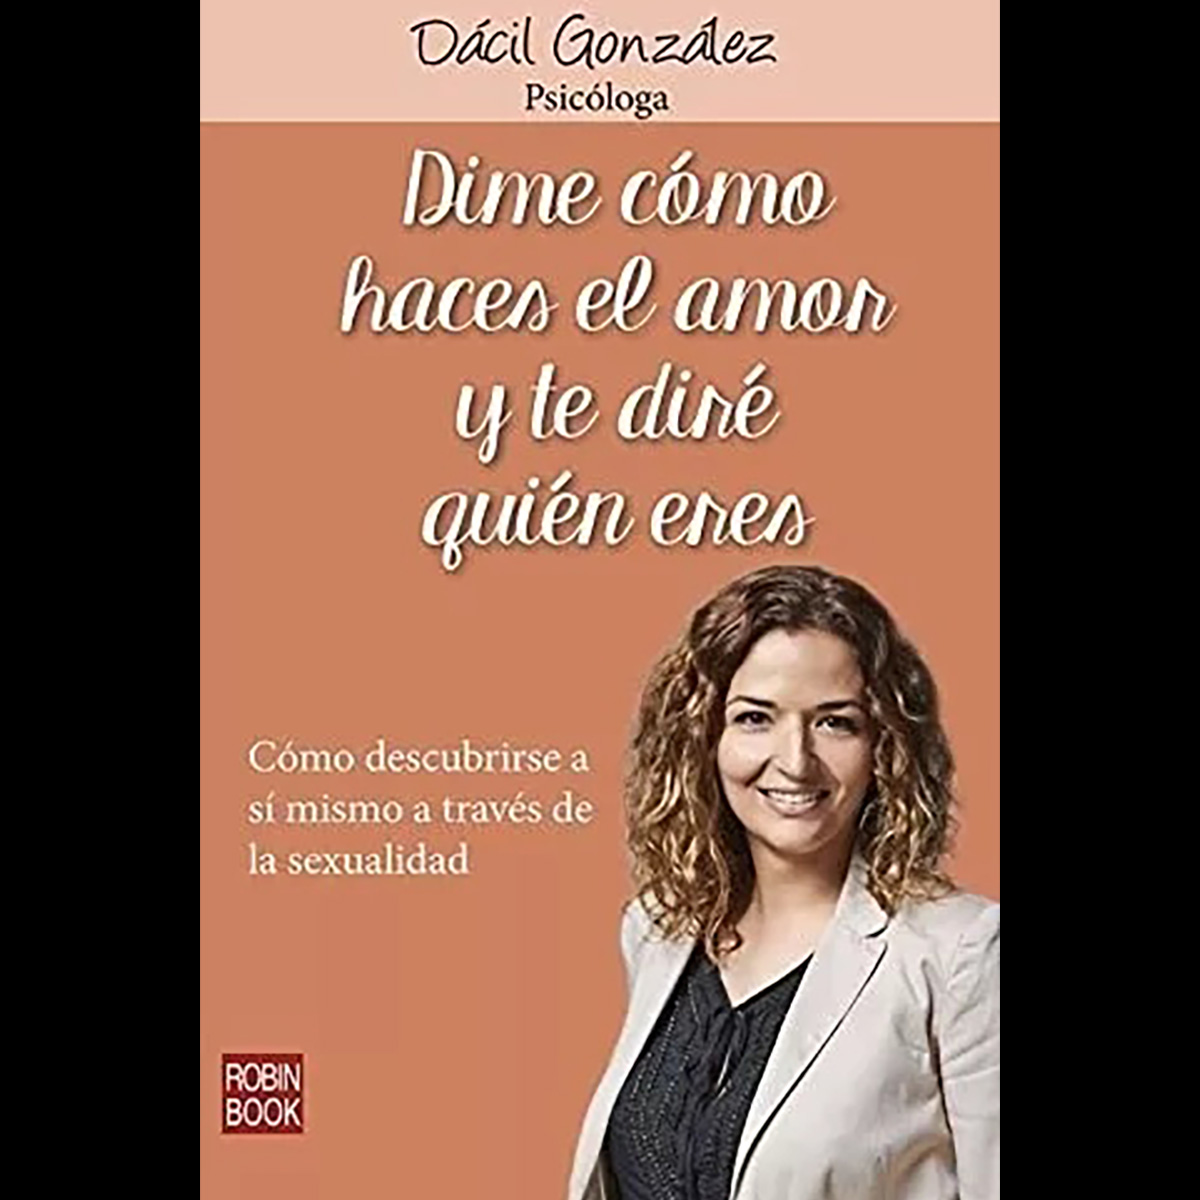 Dácil González
Psicóloga
Dime cómo
haces el amor
y te diré
quién eres
Cómo descubrirse a
sí mismo a través de
la sexualidad
ROBIN
BOOK